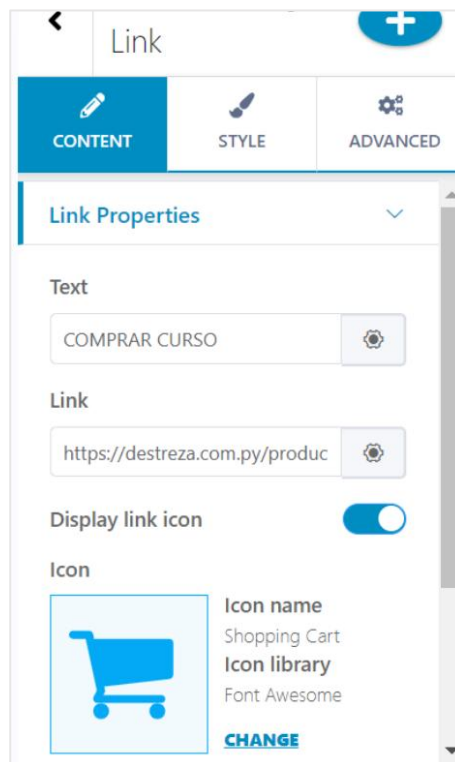 Link
CONTENT
STYLE
ADVANCED
Link Properties
Text
COMPRAR CURSO
Link
https://destreza.com.py/produc
Display link icon
Icon
Icon name
Shopping Cart
Icon library
Font Awesome
CHANGE